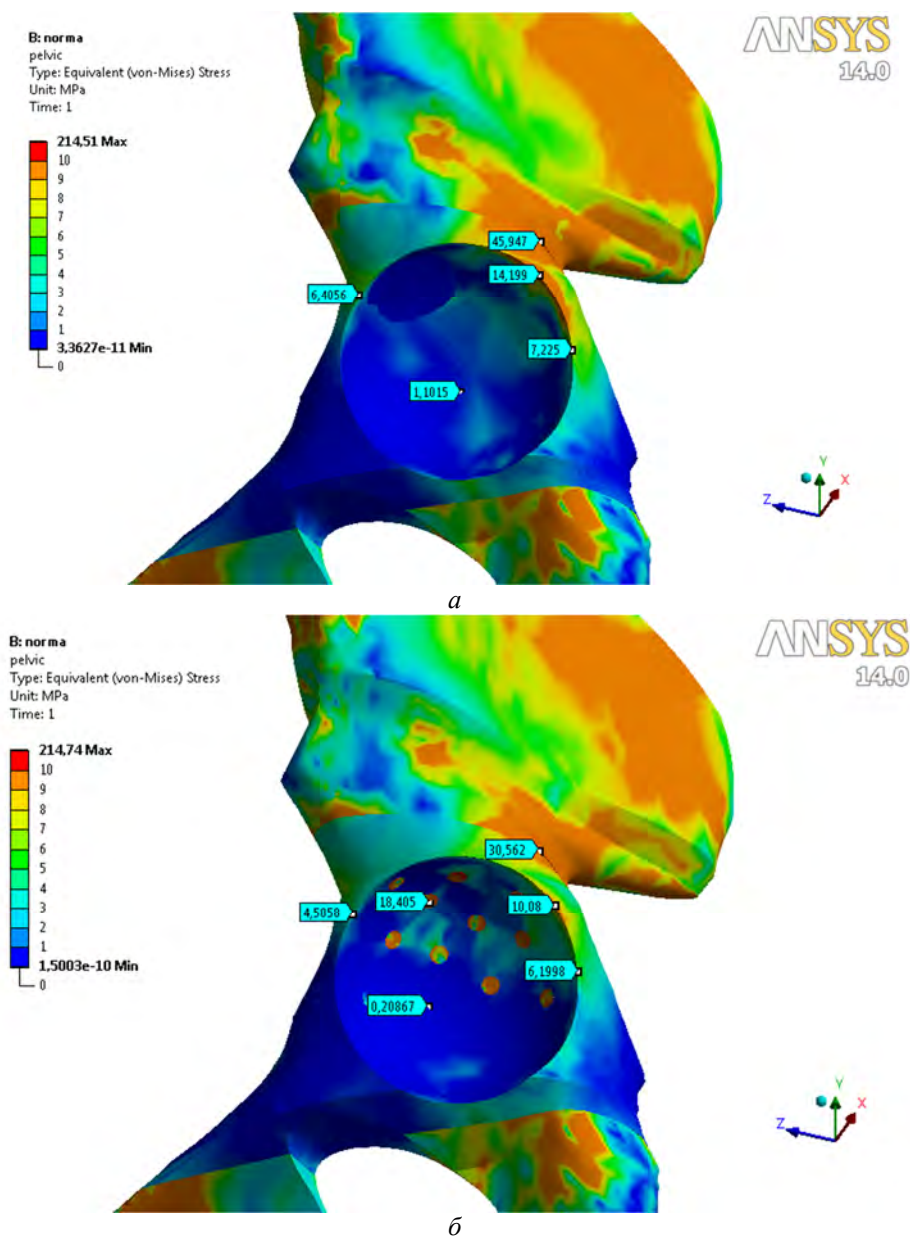 B: norma
pelvic
Type: Equivalent (von-Mises) Stress
Unit: MPa
Time: 1
214,51 Max
10
9
8
7
6
5
4
3
2
1
3,3627e-11 Min
0
ANSYS
14.0
45,947
14,199
6,4056
7,225
1,1015
Y
X
Z
а
B: norma
pelvic
Type: Equivalent (von-Mises) Stress
Unit: MPa
Time: 1
214,74 Max
10
9
8
7
6
5
4
3
2
1
1,5003e-10 Min
0
ANSYS
14.0
30,562
18,405
10,08
4,5058
6,1998
0,20867
Y
X
Z
б